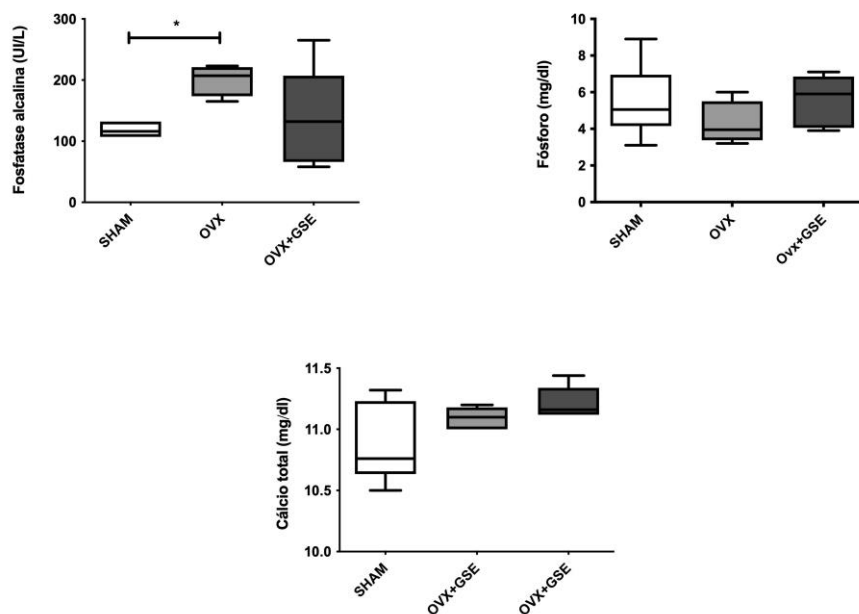 Fosfatase alcalina (UI/L)
300
200
100
0
*
SHAM
OVX
OVX+GSE
Fósforo (mg/dl)
10
8
6
4
2
0
SHAM
OVX
Ovx+GSE
Cálcio total (mg/dl)
11.5
11.0
10.5
10.0
SHAM
OVX+GSE
OVX+GSE